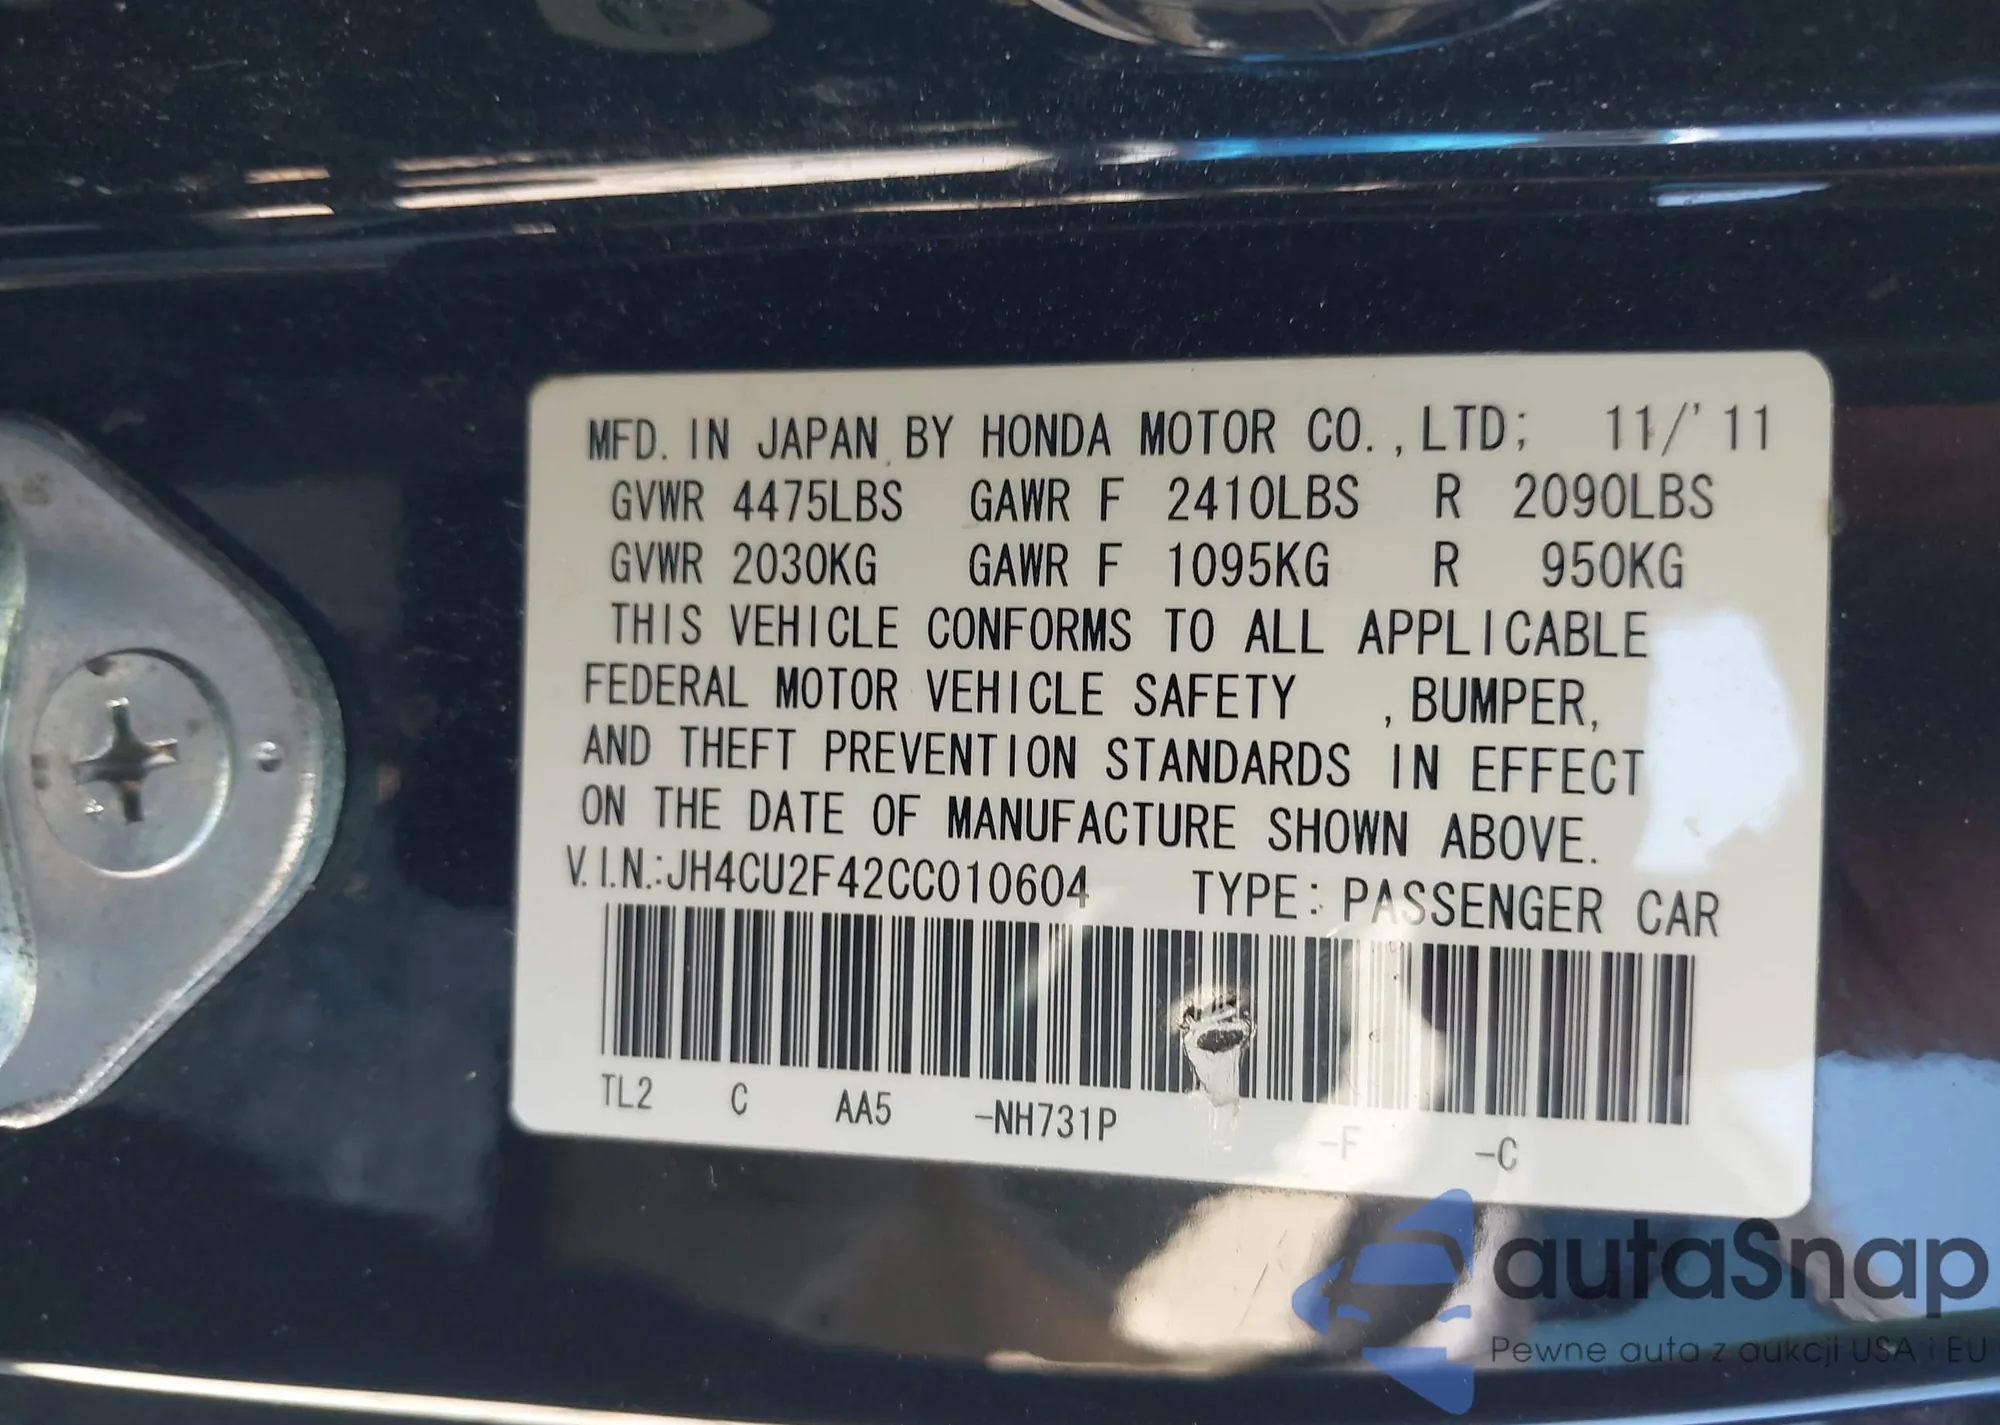 MFD. IN JAPAN BY HONDA MOTOR CO., LTD; 11/'11
GVWR 4475LBS GAWR F 2410LBS R 2090LBS
GVWR 2030KG GAWR F 1095KG R 950KG
THIS VEHICLE CONFORMS TO ALL APPLICABLE
FEDERAL MOTOR VEHICLE SAFETY , BUMPER,
AND THEFT PREVENTION STANDARDS IN EFFECT
ON THE DATE OF MANUFACTURE SHOWN ABOVE.
V.I.N.:JH4CU2F42CC010604 TYPE: PASSENGER CAR
TL2 C AA5 -NH731P -F -C
autaSnap
Pewne auta z aukcji USA i EU